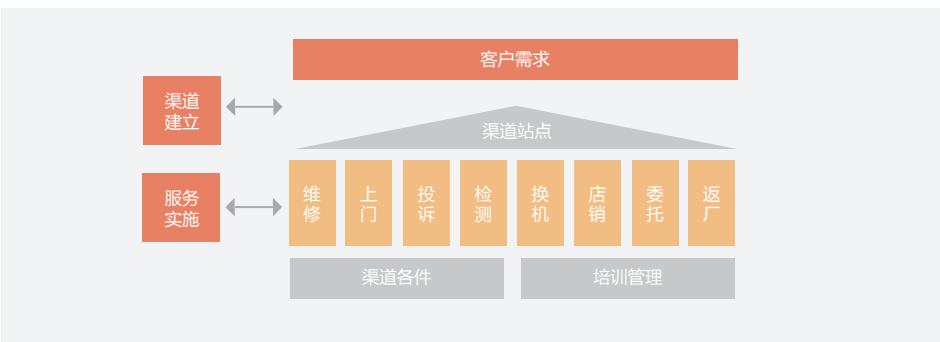 客户需求
渠道
建立
渠道站点
服务
实施
维
修
上
门
投
诉
检
测
换
机
店
销
委
托
返
厂
渠道各件
培训管理